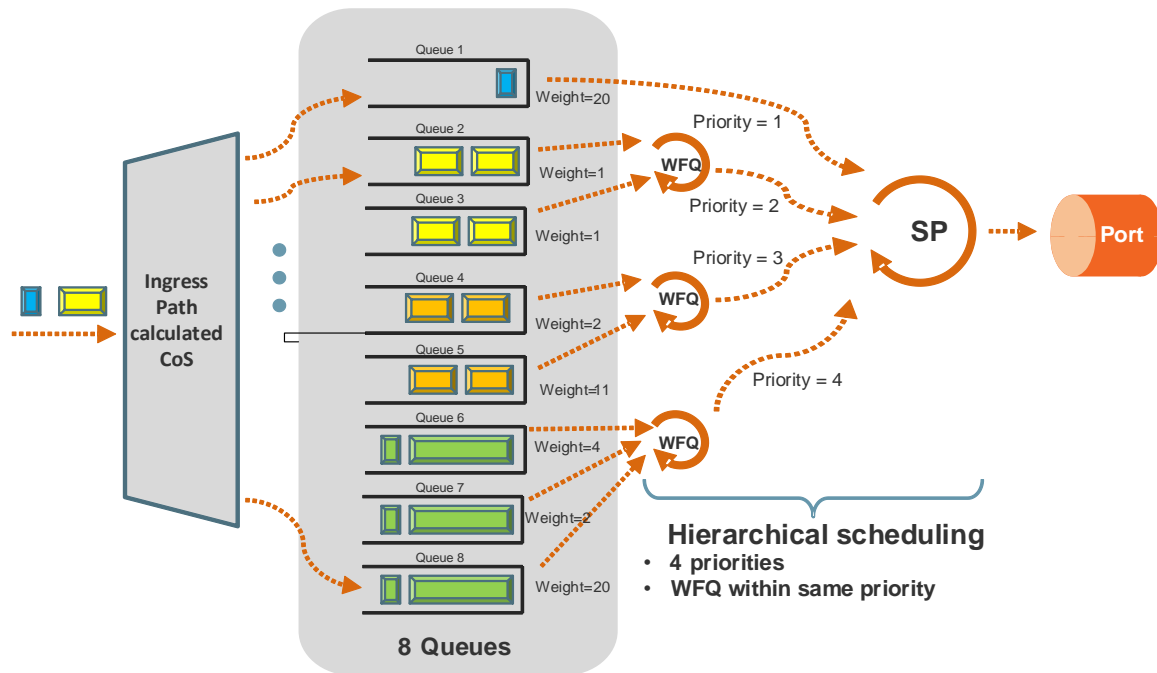 Queue 1
Weight=20
Priority = 1
Queue 2
WFQ
Weight=1
Queue 3
Priority = 2
Weight=1
SP
Port
Priority = 3
Ingress
Path
calculated
CoS
Queue 4
WFQ
Weight=2
Queue 5
Priority = 4
Weight=11
Queue 6
WFQ
Weight=4
Queue 7
Weight=2
Queue 8
Weight=20
Hierarchical scheduling
• 4 priorities
• WFQ within same priority
8 Queues